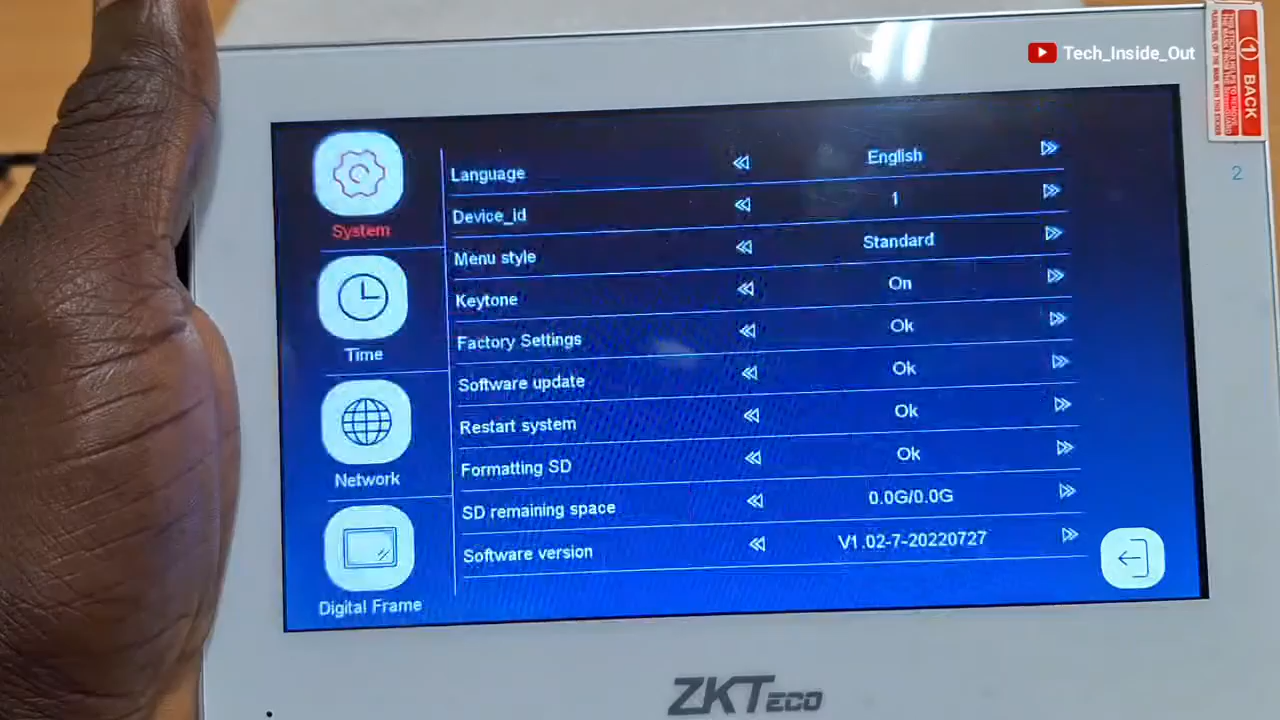 Tech_Inside_Out
1
BACK
2
System
Time
Network
Digital Frame
Language English
Device_id 1
Menu style Standard
Keytone On
Factory Settings Ok
Software update Ok
Restart system Ok
Formatting SD Ok
SD remaining space 0.0G/0.0G
Software version V1.02-7-20220727
ZKTECO